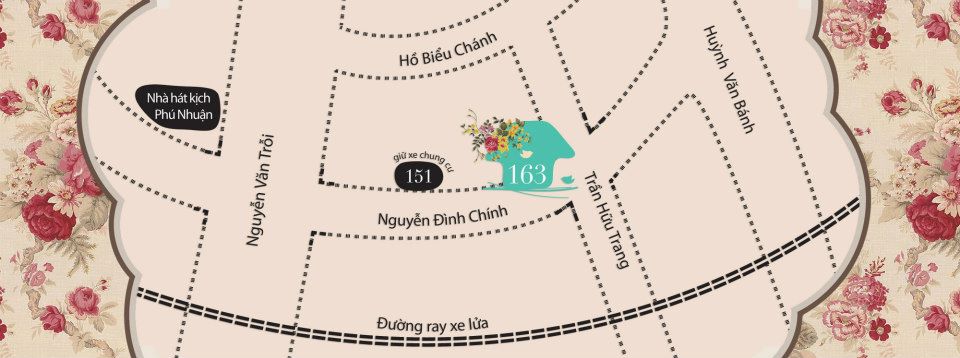 Hồ Biểu Chánh
Huỳnh Văn Bánh
Nhà hát kịch
Phú Nhuận
Nguyễn Văn Trỗi
giữ xe chung cư
151
163
Trần Hữu Trang
Nguyễn Đình Chính
Đường ray xe lửa